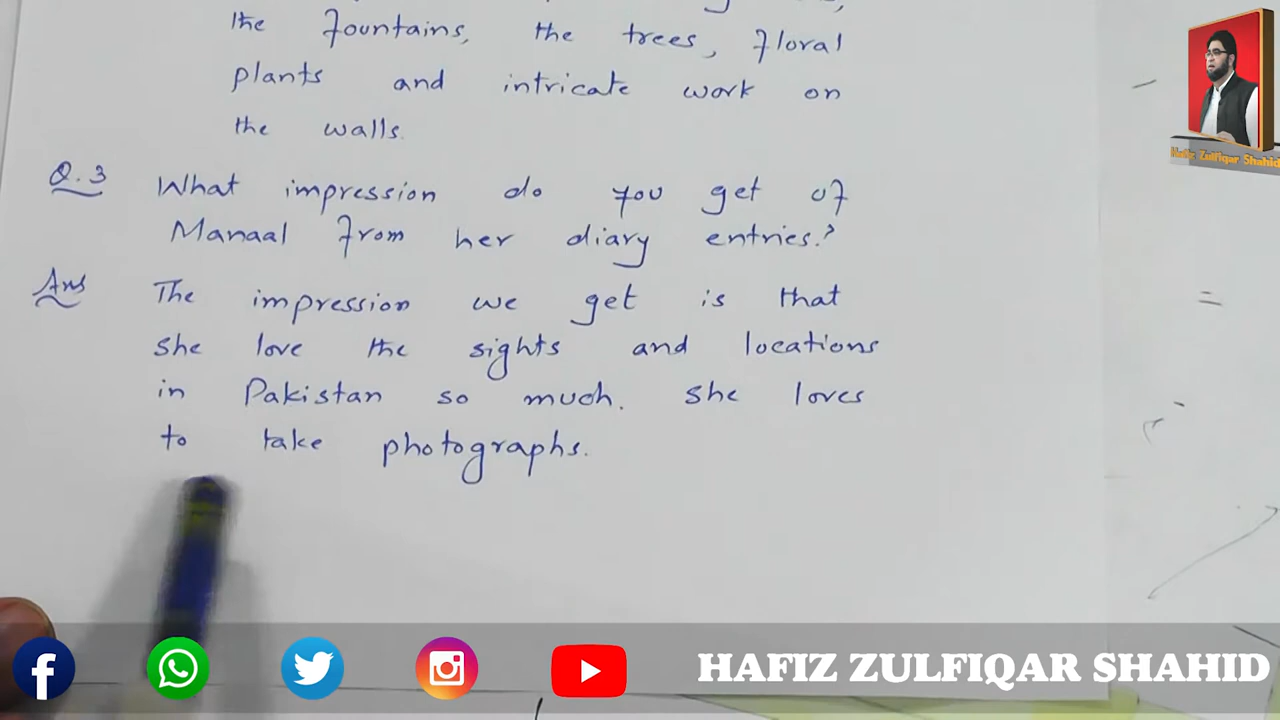 the fountains, the trees, floral
plants and intricate work on
the walls.
Q.3 What impression do you get of
Manaal from her diary entries.?
Ans The impression we get is that
she love the sights and locations
in Pakistan so much. she loves
to take photographs.
Hafiz Zulfiqar Shahid
HAFIZ ZULFIQAR SHAHID